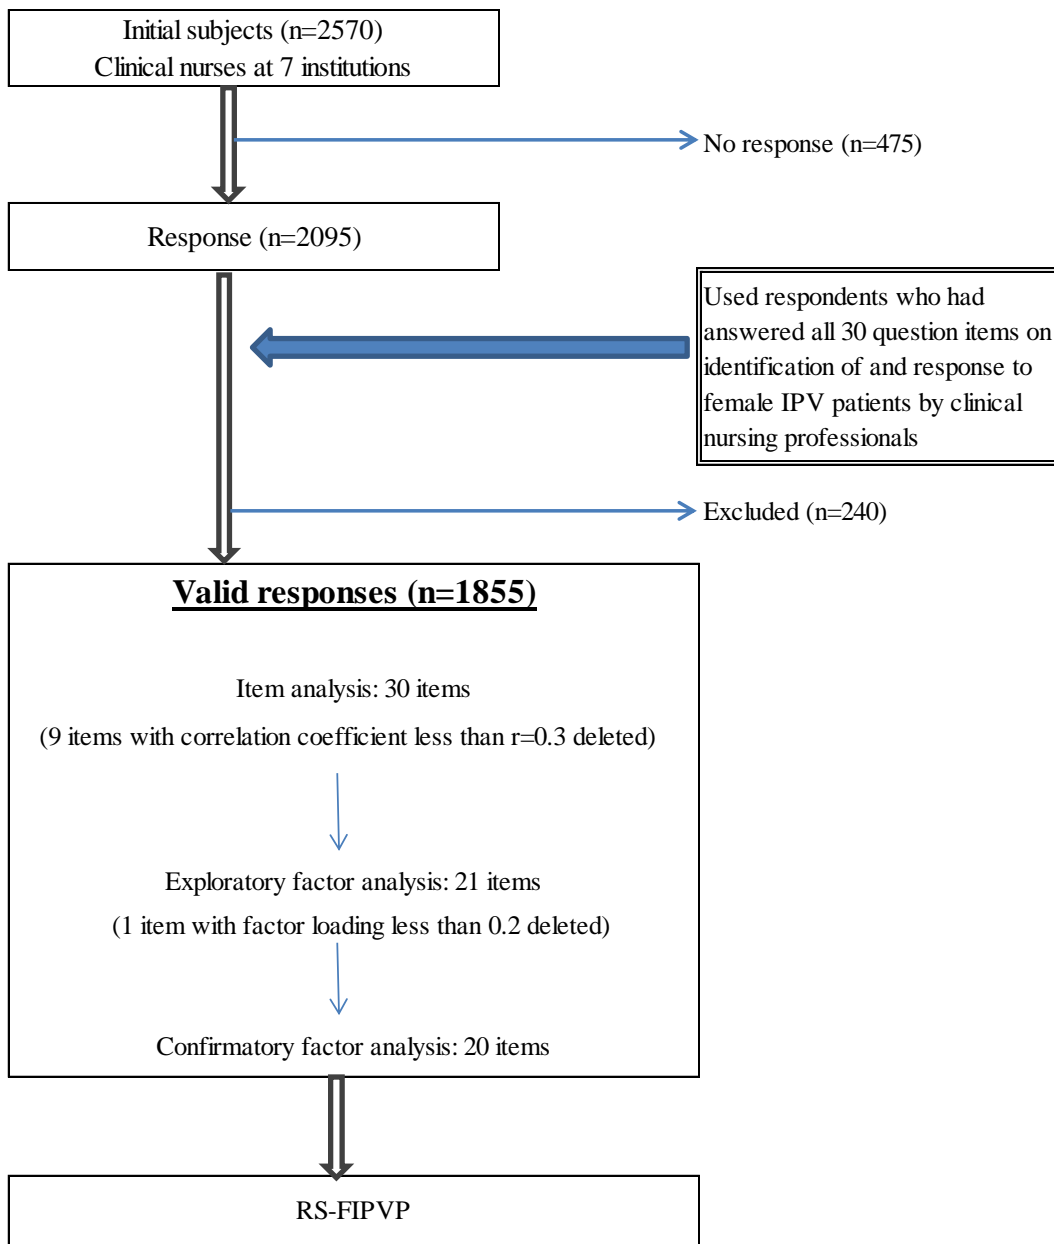 Initial subjects (n=2570)
Clinical nurses at 7 institutions
No response (n=475)
Response (n=2095)
Used respondents who had
answered all 30 question items on
identification of and response to
female IPV patients by clinical
nursing professionals
Excluded (n=240)
Valid responses (n=1855)
Item analysis: 30 items
(9 items with correlation coefficient less than r=0.3 deleted)
Exploratory factor analysis: 21 items
(1 item with factor loading less than 0.2 deleted)
Confirmatory factor analysis: 20 items
RS-FIPVP